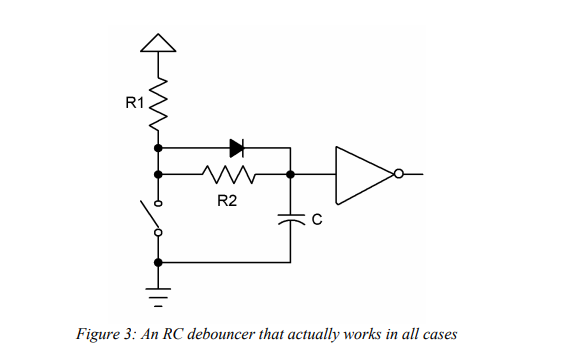 R1
R2
C
Figure 3: An RC debouncer that actually works in all cases